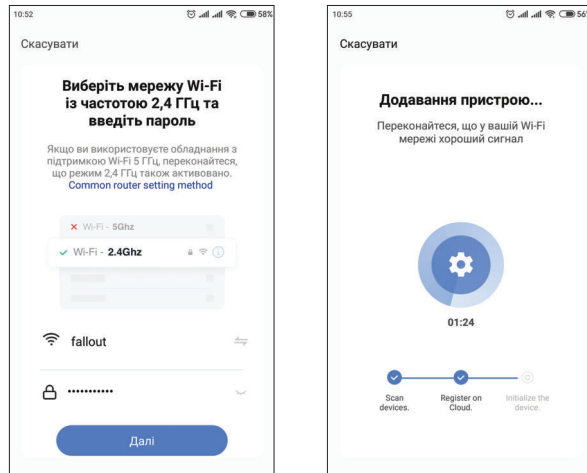 10:52
58%
Скасувати
Виберіть мережу Wi-Fi
із частотою 2,4 ГГц та
введіть пароль
Якщо ви використовуєте обладнання з
підтримкою Wi-Fi 5 ГГц, переконайтеся,
що режим 2,4 ГГц також активовано.
Common router setting method
Wi-Fi - 5Ghz
Wi-Fi - 2.4Ghz
fallout
•••••••••••
Далі
10:55
56
Скасувати
Додавання пристрою...
Переконайтеся, що у вашій Wi-Fi
мережі хороший сигнал
01:24
Scan
devices.
Register on
Cloud.
Initialize the
device.